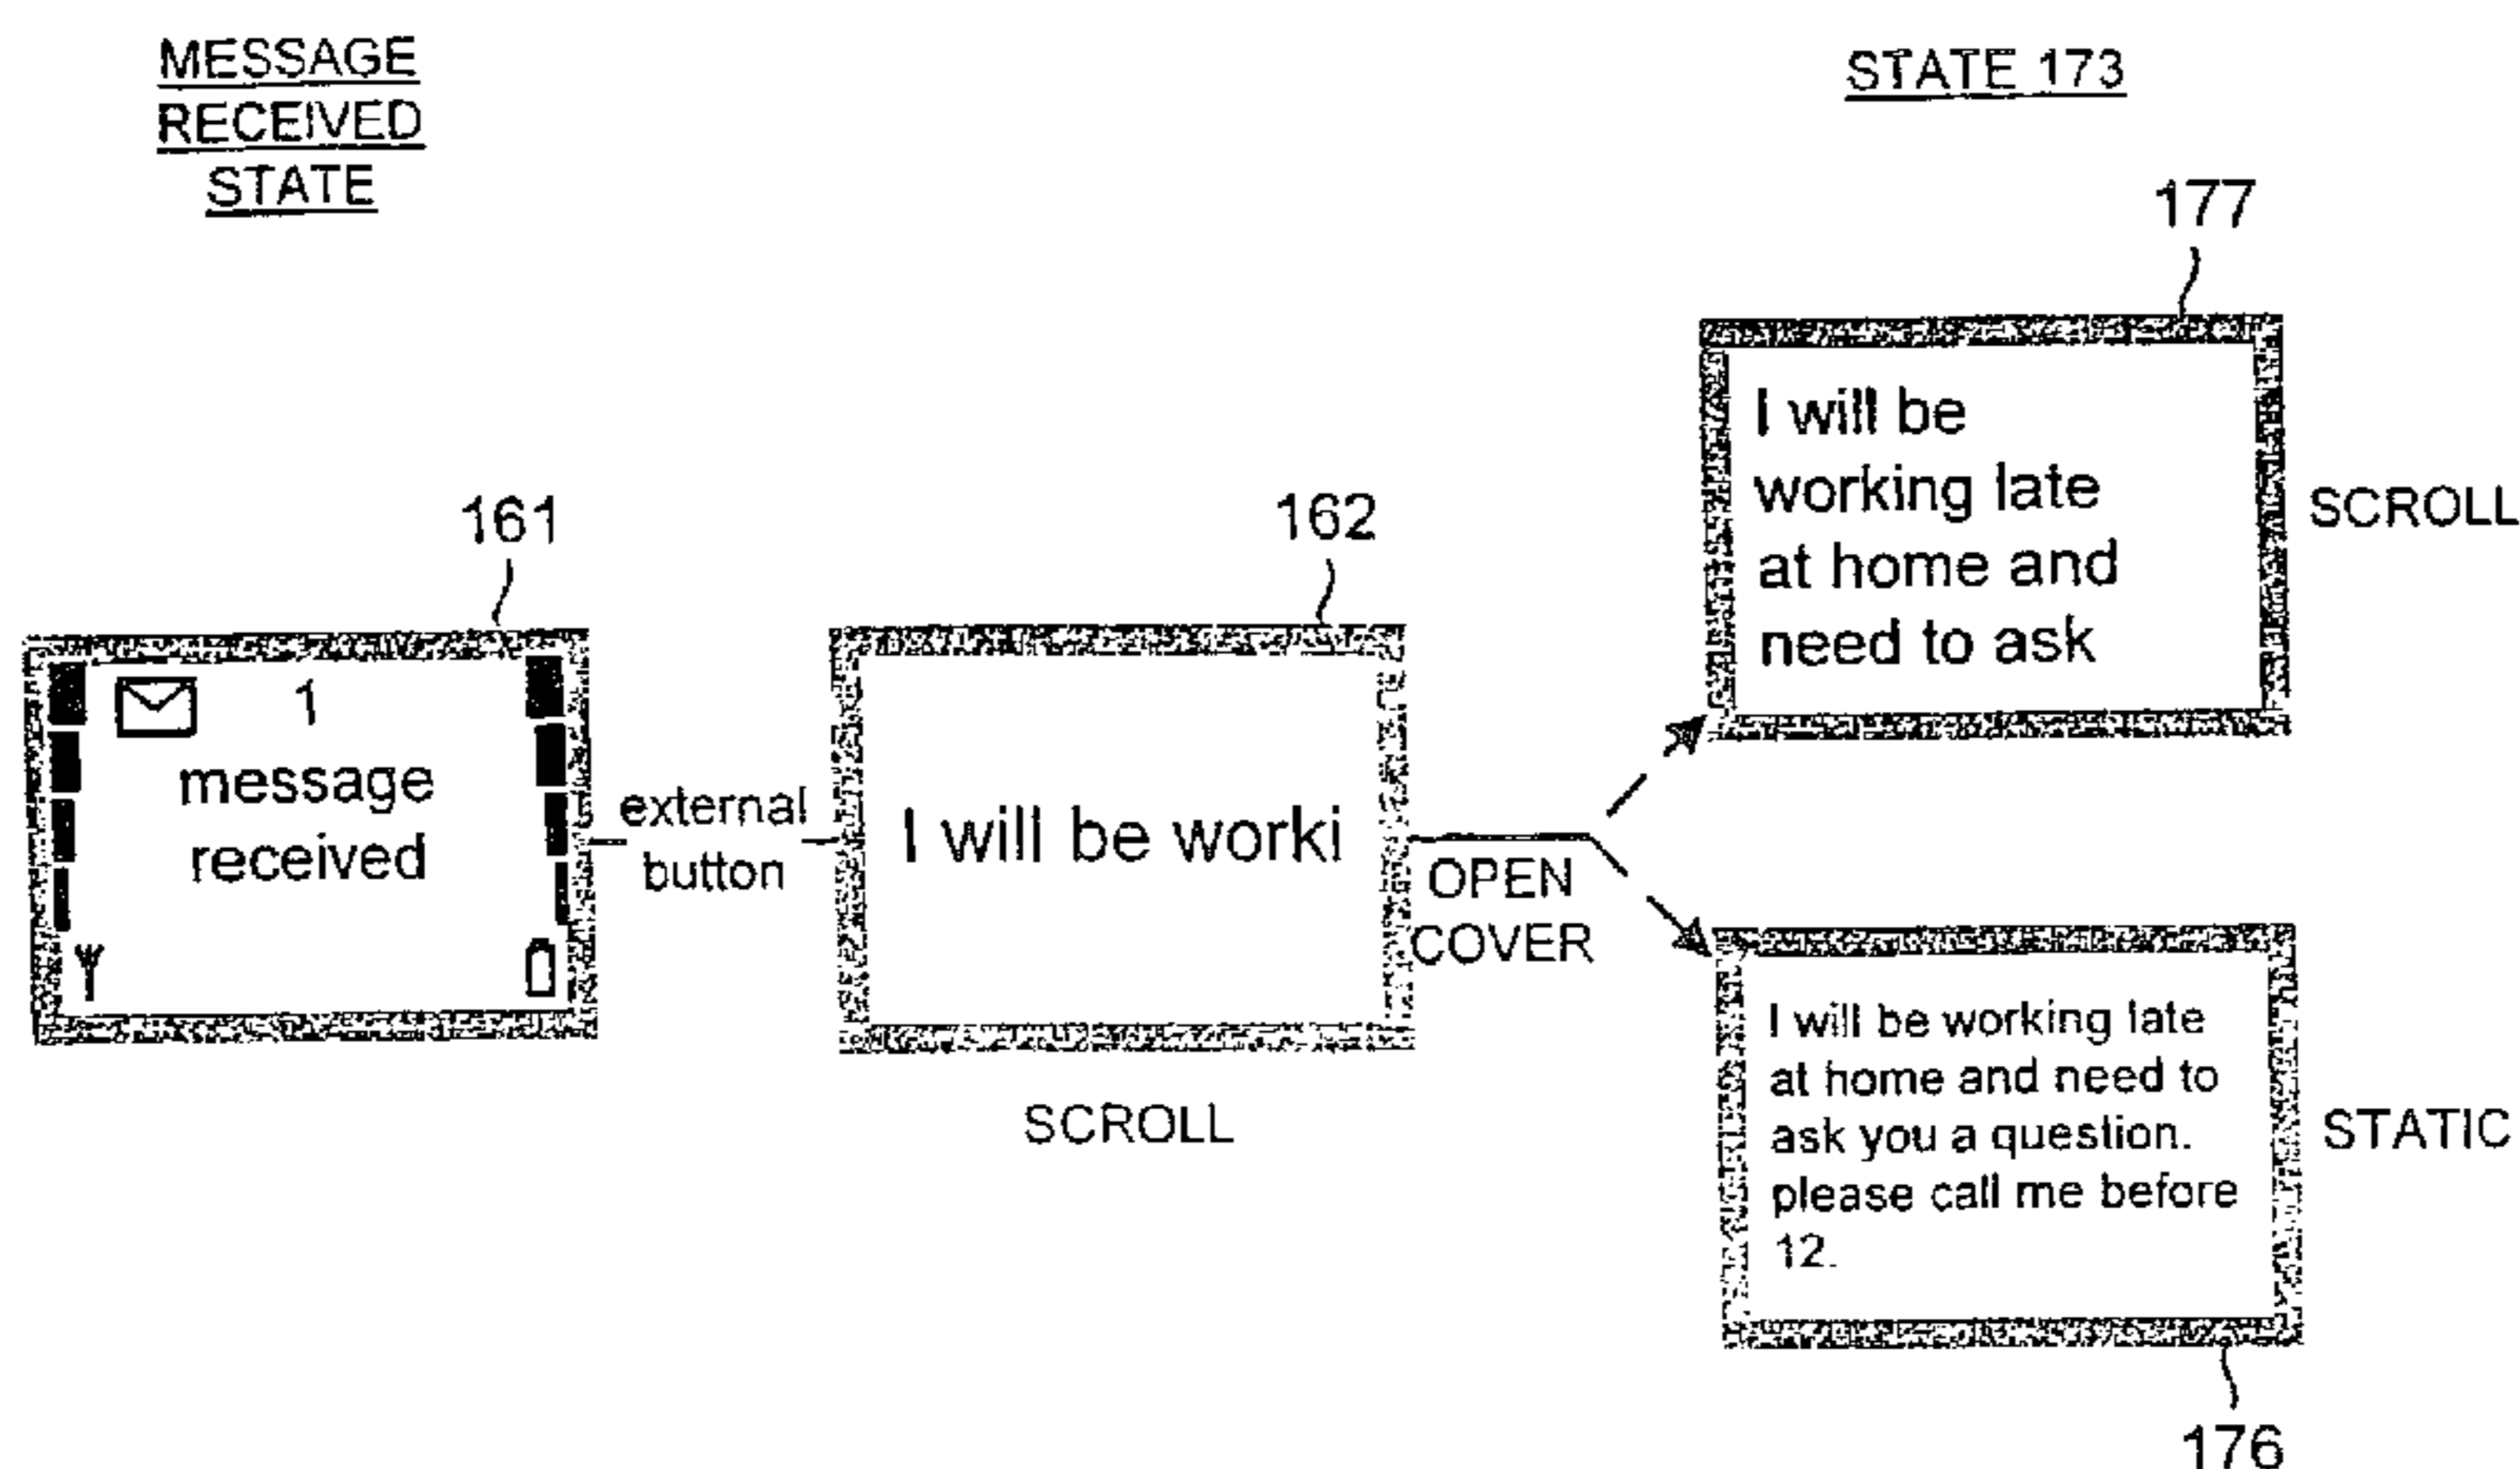 MESSAGE
RECEIVED
STATE
STATE 173
177
I will be
working late
at home and
need to ask
SCROLL
161
1
message
received
external
button
162
I will be worki
SCROLL
OPEN
COVER
I will be working late
at home and need to
ask you a question.
please call me before
12.
STATIC
176